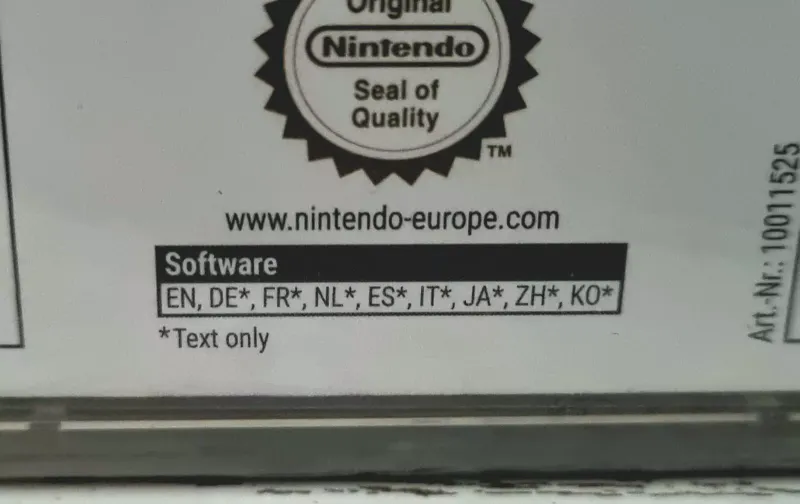 Original
Nintendo
Seal of
Quality
TM
www.nintendo-europe.com
Software
EN, DE*, FR*, NL*, ES*, IT*, JA*, ZH*, KO*
*Text only
Art.-Nr.: 10011525